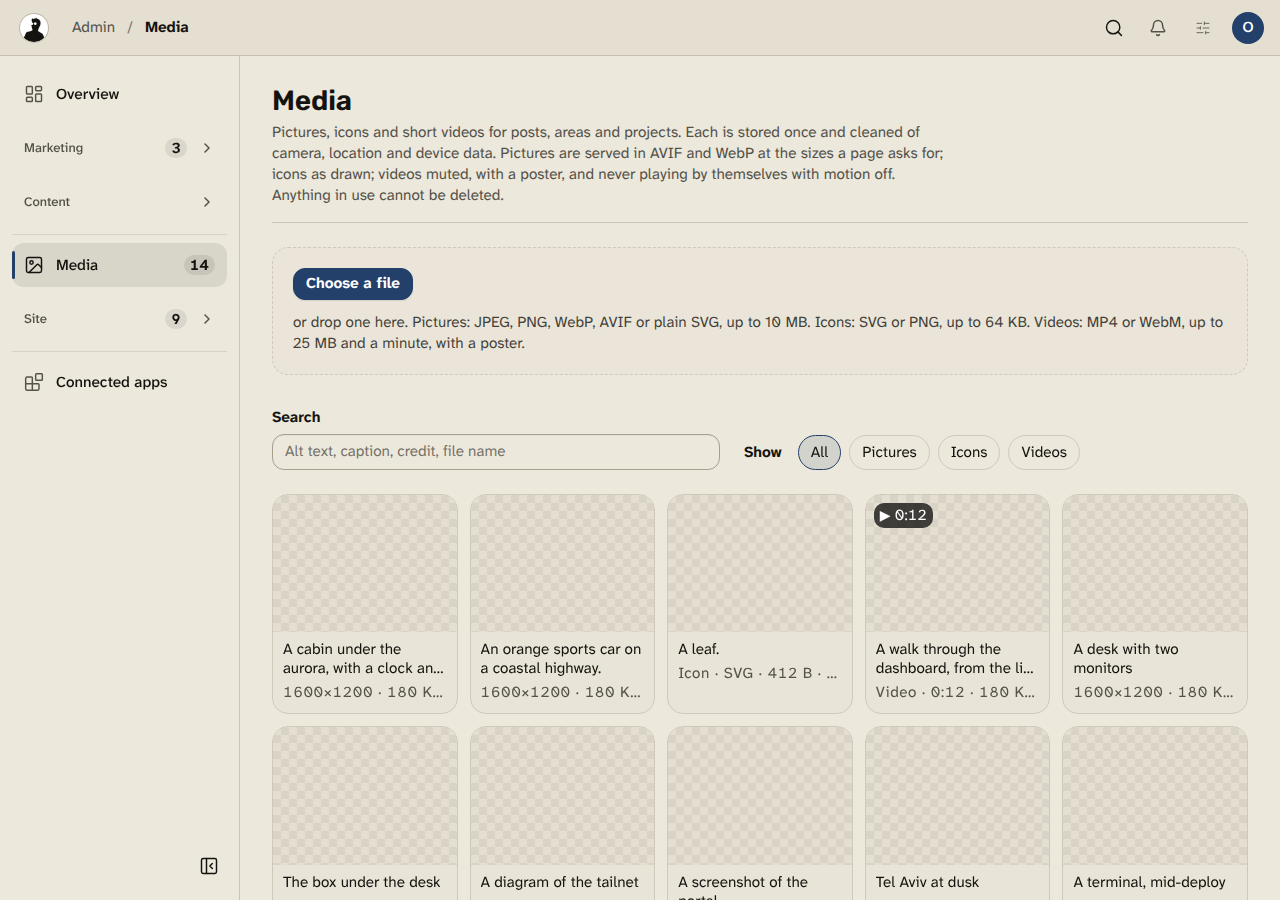 Admin / Media
O
Overview
Marketing 3
Content
Media 14
Site 9
Connected apps
Media
Pictures, icons and short videos for posts, areas and projects. Each is stored once and cleaned of
camera, location and device data. Pictures are served in AVIF and WebP at the sizes a page asks for;
icons as drawn; videos muted, with a poster, and never playing by themselves with motion off.
Anything in use cannot be deleted.
Choose a file
or drop one here. Pictures: JPEG, PNG, WebP, AVIF or plain SVG, up to 10 MB. Icons: SVG or PNG, up to 64 KB. Videos: MP4 or WebM, up to
25 MB and a minute, with a poster.
Search
Alt text, caption, credit, file name
Show All Pictures Icons Videos
A cabin under the
aurora, with a clock an…
1600×1200 · 180 K…
An orange sports car on
a coastal highway.
1600×1200 · 180 K…
A leaf.
Icon · SVG · 412 B · …
▶ 0:12
A walk through the
dashboard, from the li…
Video · 0:12 · 180 K…
A desk with two
monitors
1600×1200 · 180 K…
The box under the desk
A diagram of the tailnet
A screenshot of the
portal
Tel Aviv at dusk
A terminal, mid-deploy